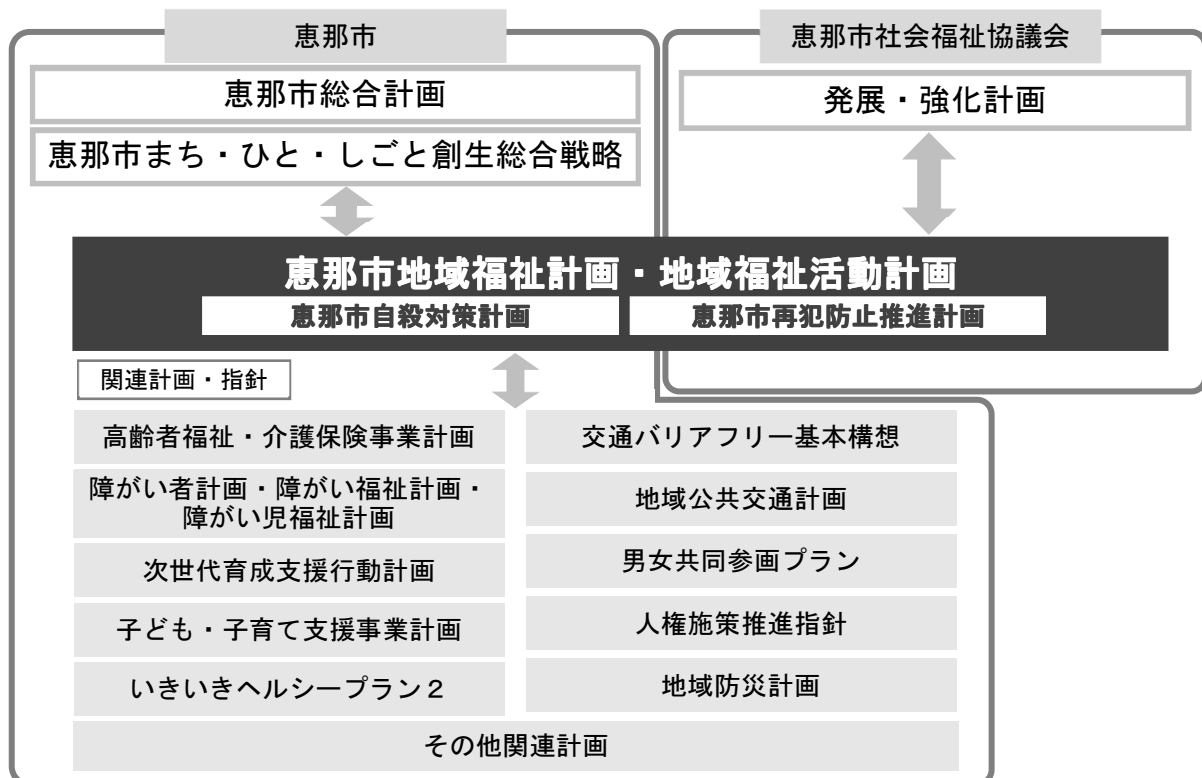 恵那市
恵那市総合計画
恵那市まち・ひと・しごと創生総合戦略
恵那市社会福祉協議会
発展・強化計画
恵那市地域福祉計画・地域福祉活動計画
恵那市自殺対策計画
恵那市再犯防止推進計画
関連計画・指針
高齢者福祉・介護保険事業計画
障がい者計画・障がい福祉計画・
障がい児福祉計画
次世代育成支援行動計画
子ども・子育て支援事業計画
いきいきヘルシープラン２
交通バリアフリー基本構想
地域公共交通計画
男女共同参画プラン
人権施策推進指針
地域防災計画
その他関連計画